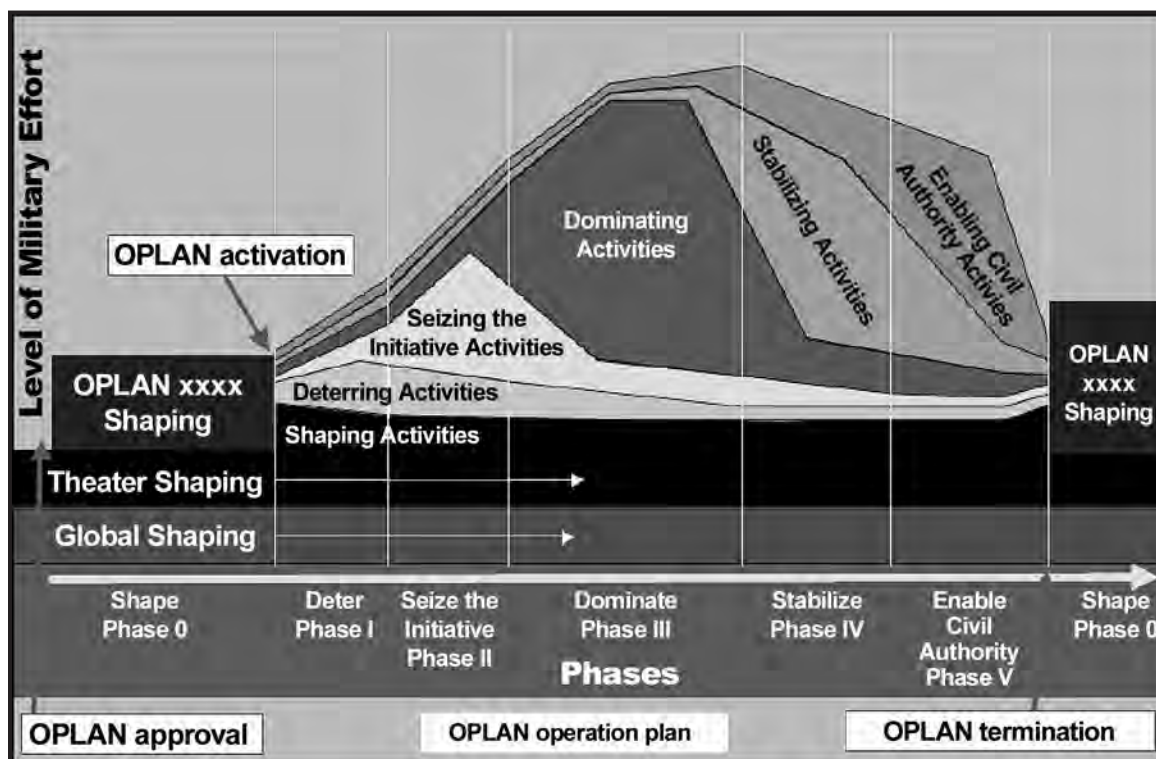 Level of Military Effort
OPLAN activation
OPLAN xxxx
Shaping
Theater Shaping
Global Shaping
Dominating
Activities
Seizing the
Initiative Activities
Deterring Activities
Shaping Activities
Stabilizing Activities
Enabling Civil
Authority Activies
OPLAN
xxxx
Shaping
Shape
Phase 0
Deter
Phase I
Seize the
Initiative
Phase II
Dominate
Phase III
Stabilize
Phase IV
Enable
Civil
Authority
Phase V
Shape
Phase 0
Phases
OPLAN approval
OPLAN operation plan
OPLAN termination